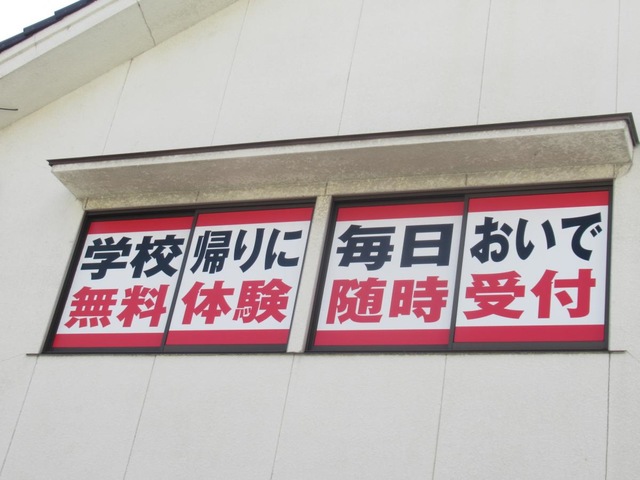 学校帰りに
無料体験
毎日おいで
随時受付